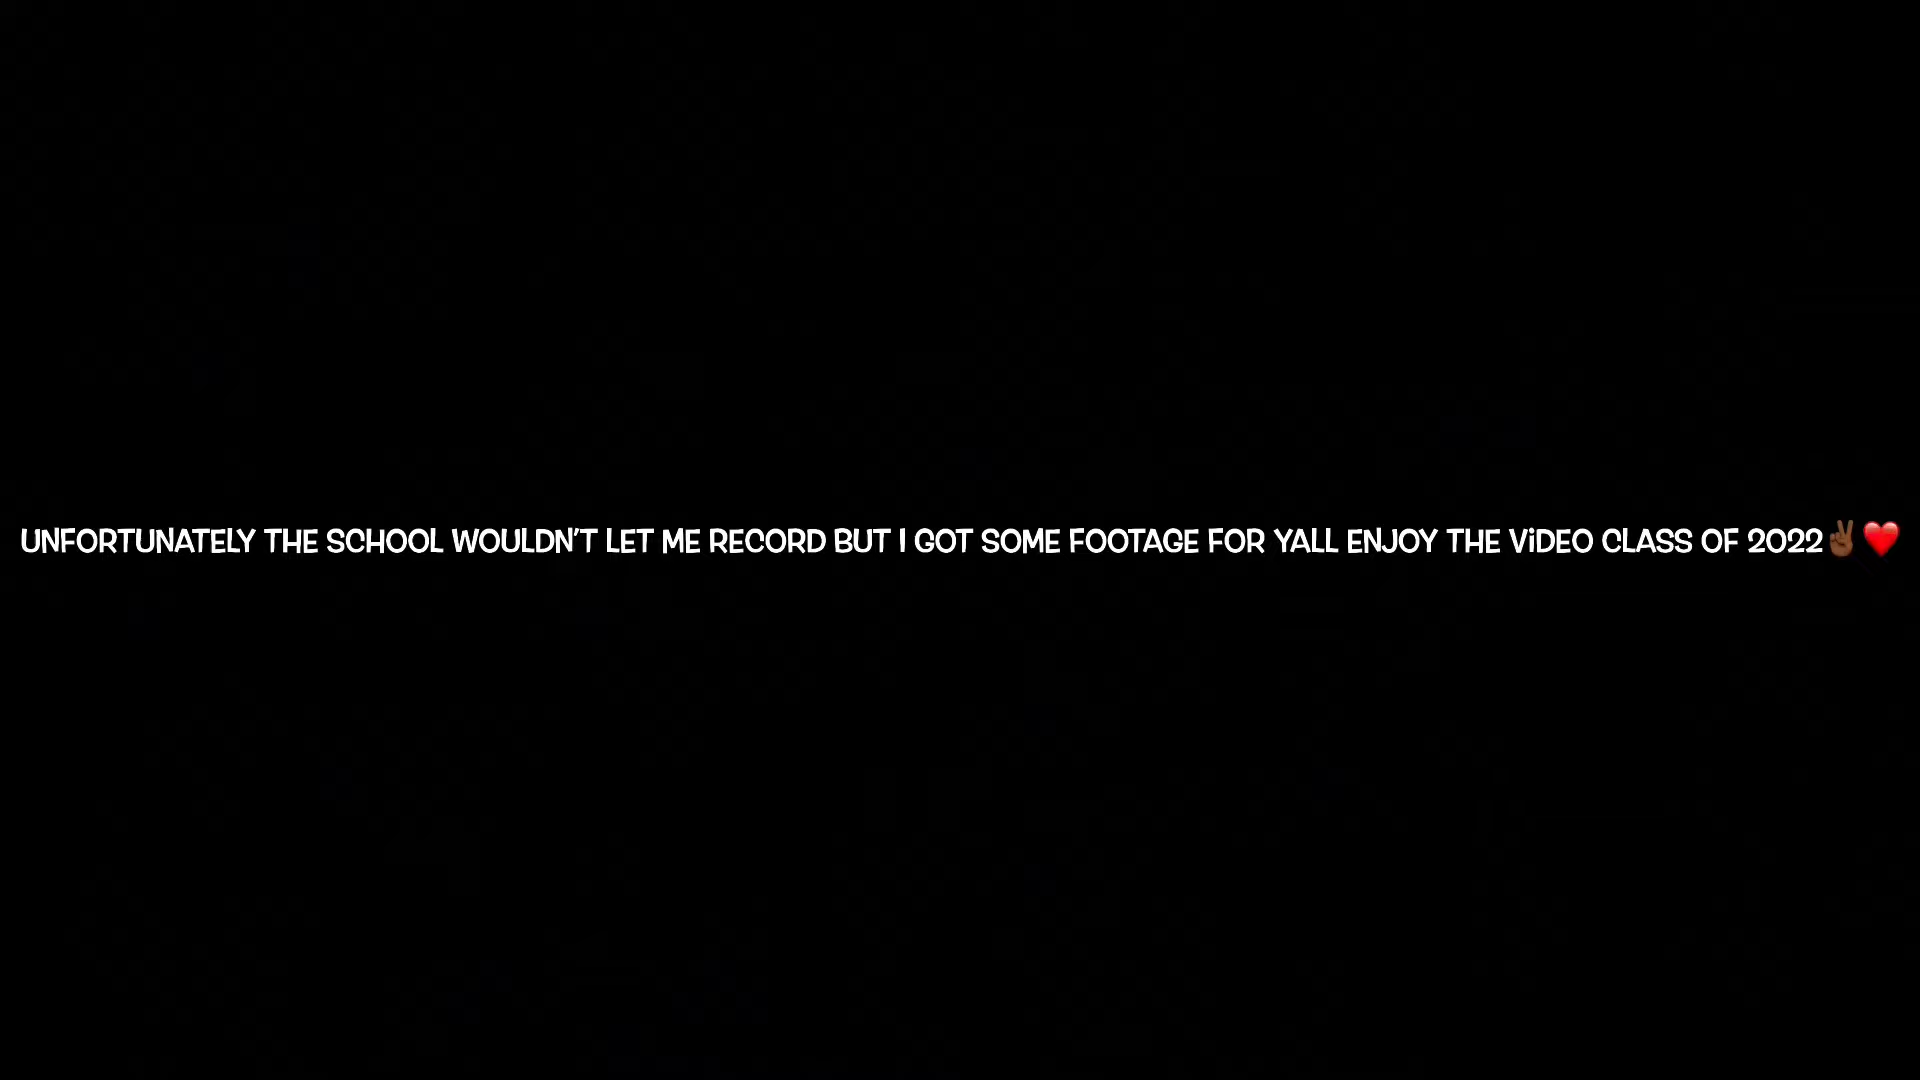 UNFORTUNATELY THE SCHOOL WOULDN'T LET ME RECORD BUT I GOT SOME FOOTAGE FOR YALL ENJOY THE ViDEO CLASS OF 2022✌🏾❤️